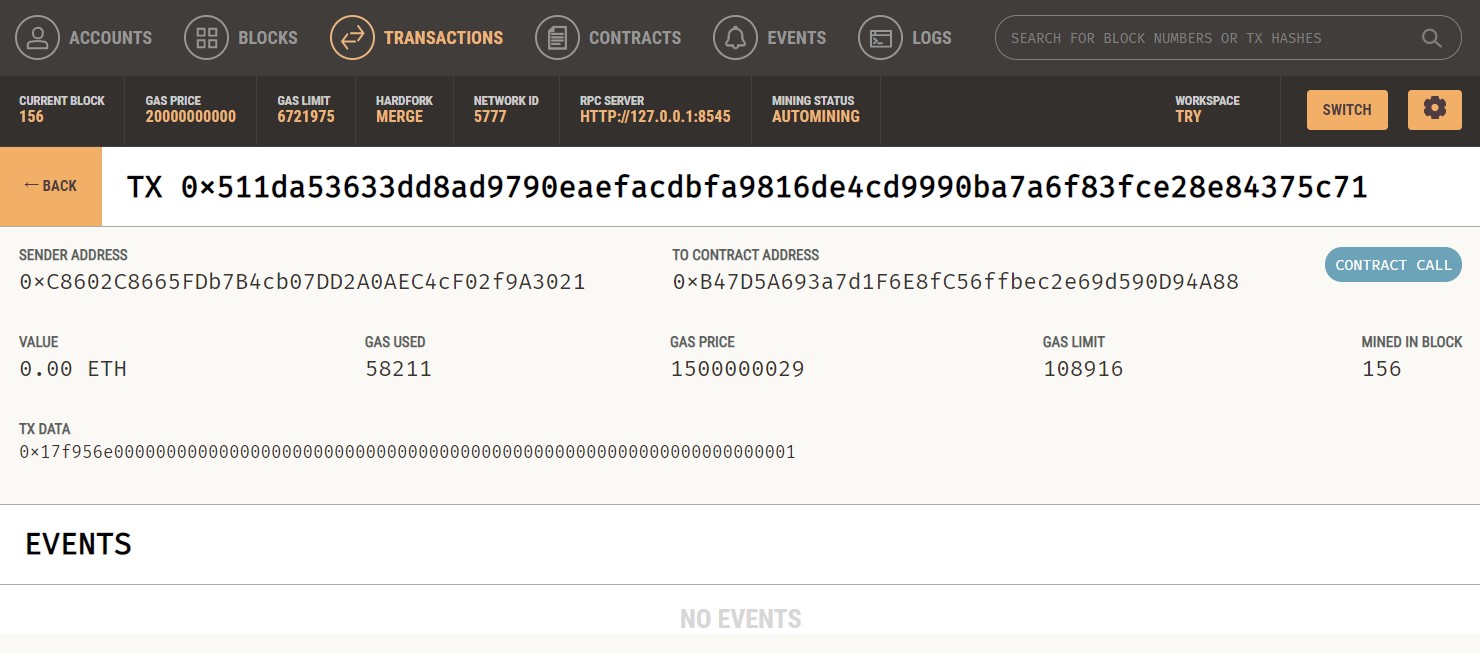 ACCOUNTS BLOCKS TRANSACTIONS CONTRACTS EVENTS LOGS SEARCH FOR BLOCK NUMBERS OR TX HASHES
CURRENT BLOCK GAS PRICE GAS LIMIT HARDFORK NETWORK ID RPC SERVER MINING STATUS WORKSPACE
156 20000000000 6721975 MERGE 5777 HTTP://127.0.0.1:8545 AUTOMINING TRY SWITCH
← BACK TX 0×511da53633dd8ad9790eaefacdbfa9816de4cd9990ba7a6f83fce28e84375c71
SENDER ADDRESS TO CONTRACT ADDRESS
0×C8602C8665FDb7B4cb07DD2A0AEC4cF02f9A3021 0×B47D5A693a7d1F6E8fC56ffbec2e69d590D94A88 CONTRACT CALL
VALUE GAS USED GAS PRICE GAS LIMIT MINED IN BLOCK
0.00 ETH 58211 1500000029 108916 156
TX DATA
0×17f956e00000000000000000000000000000000000000000000000000000000000000001
EVENTS
NO EVENTS